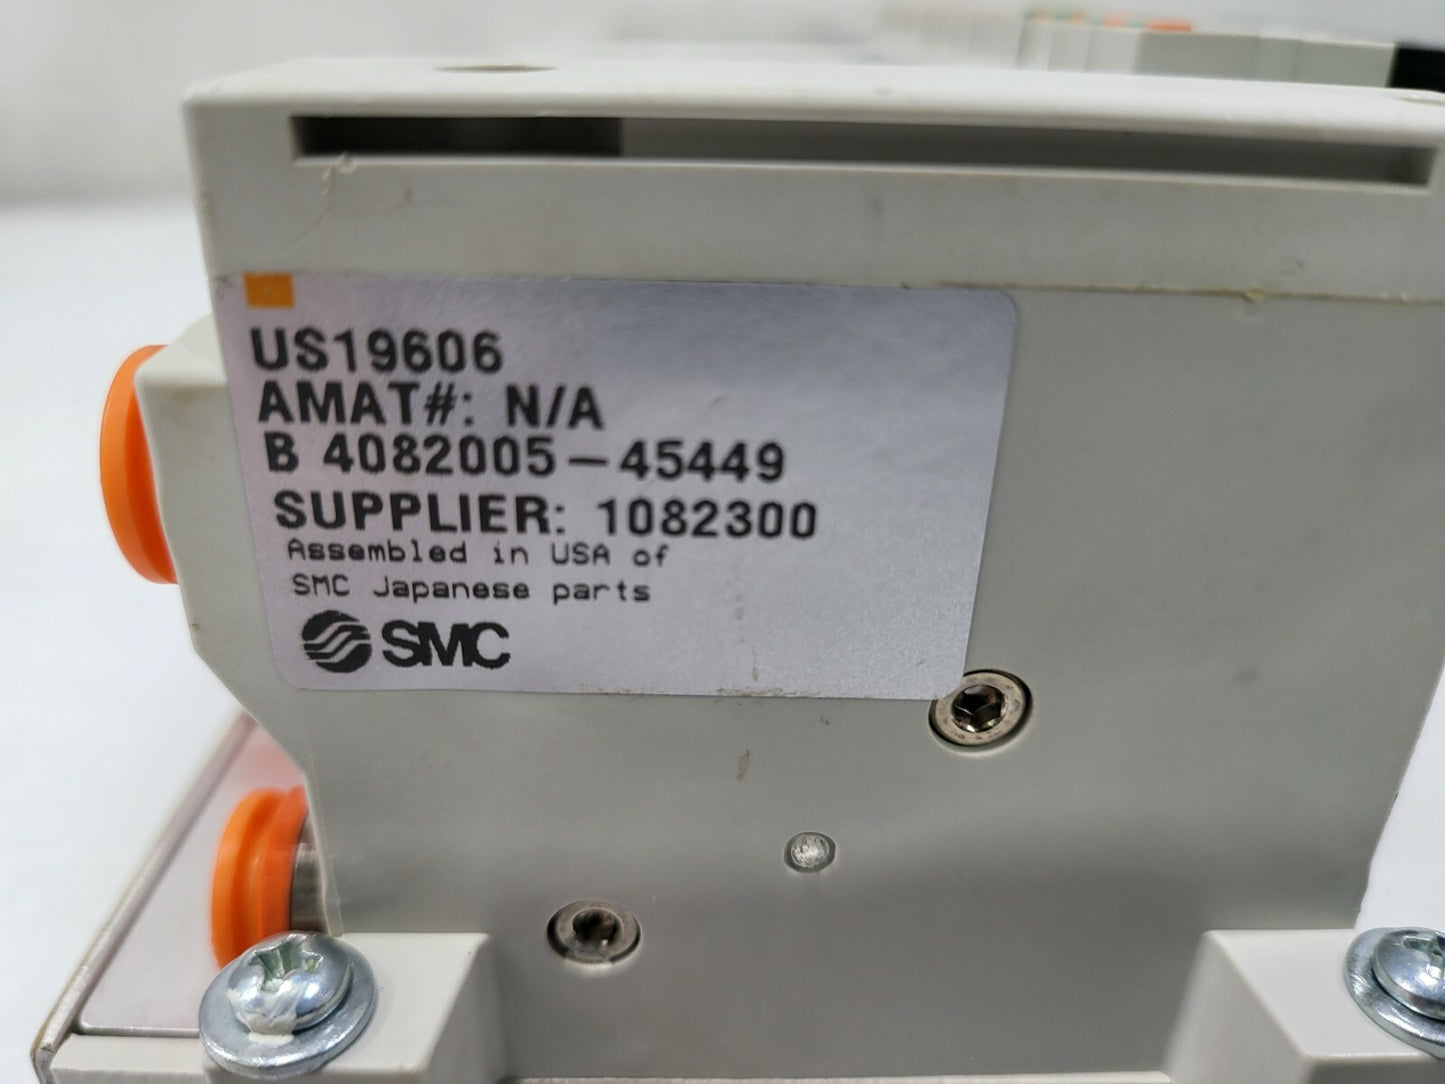 US19606
AMAT#: N/A
B 4082005-45449
SUPPLIER: 1082300
Assembled in USA of
SMC Japanese parts
SMC